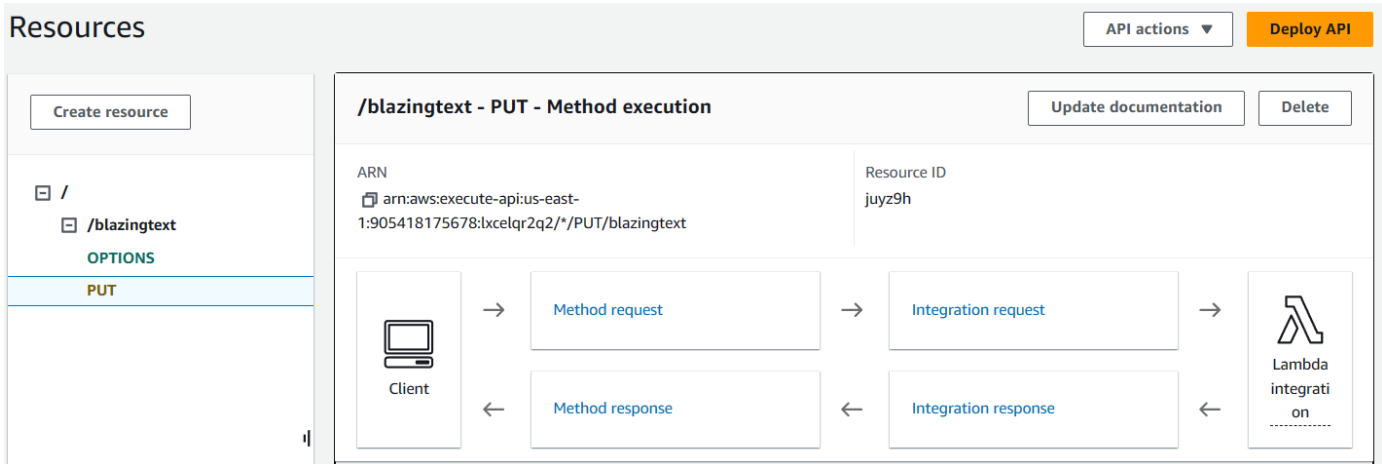 Resources
API actions ▼
Deploy API
Create resource
/
/blazingtext
OPTIONS
PUT
/blazingtext - PUT - Method execution
Update documentation
Delete
ARN
arn:aws:execute-api:us-east-
1:905418175678:lxcelqr2q2/*/PUT/blazingtext
Resource ID
juyz9h
Client
Method request
Integration request
Method response
Integration response
Lambda
integrati
on